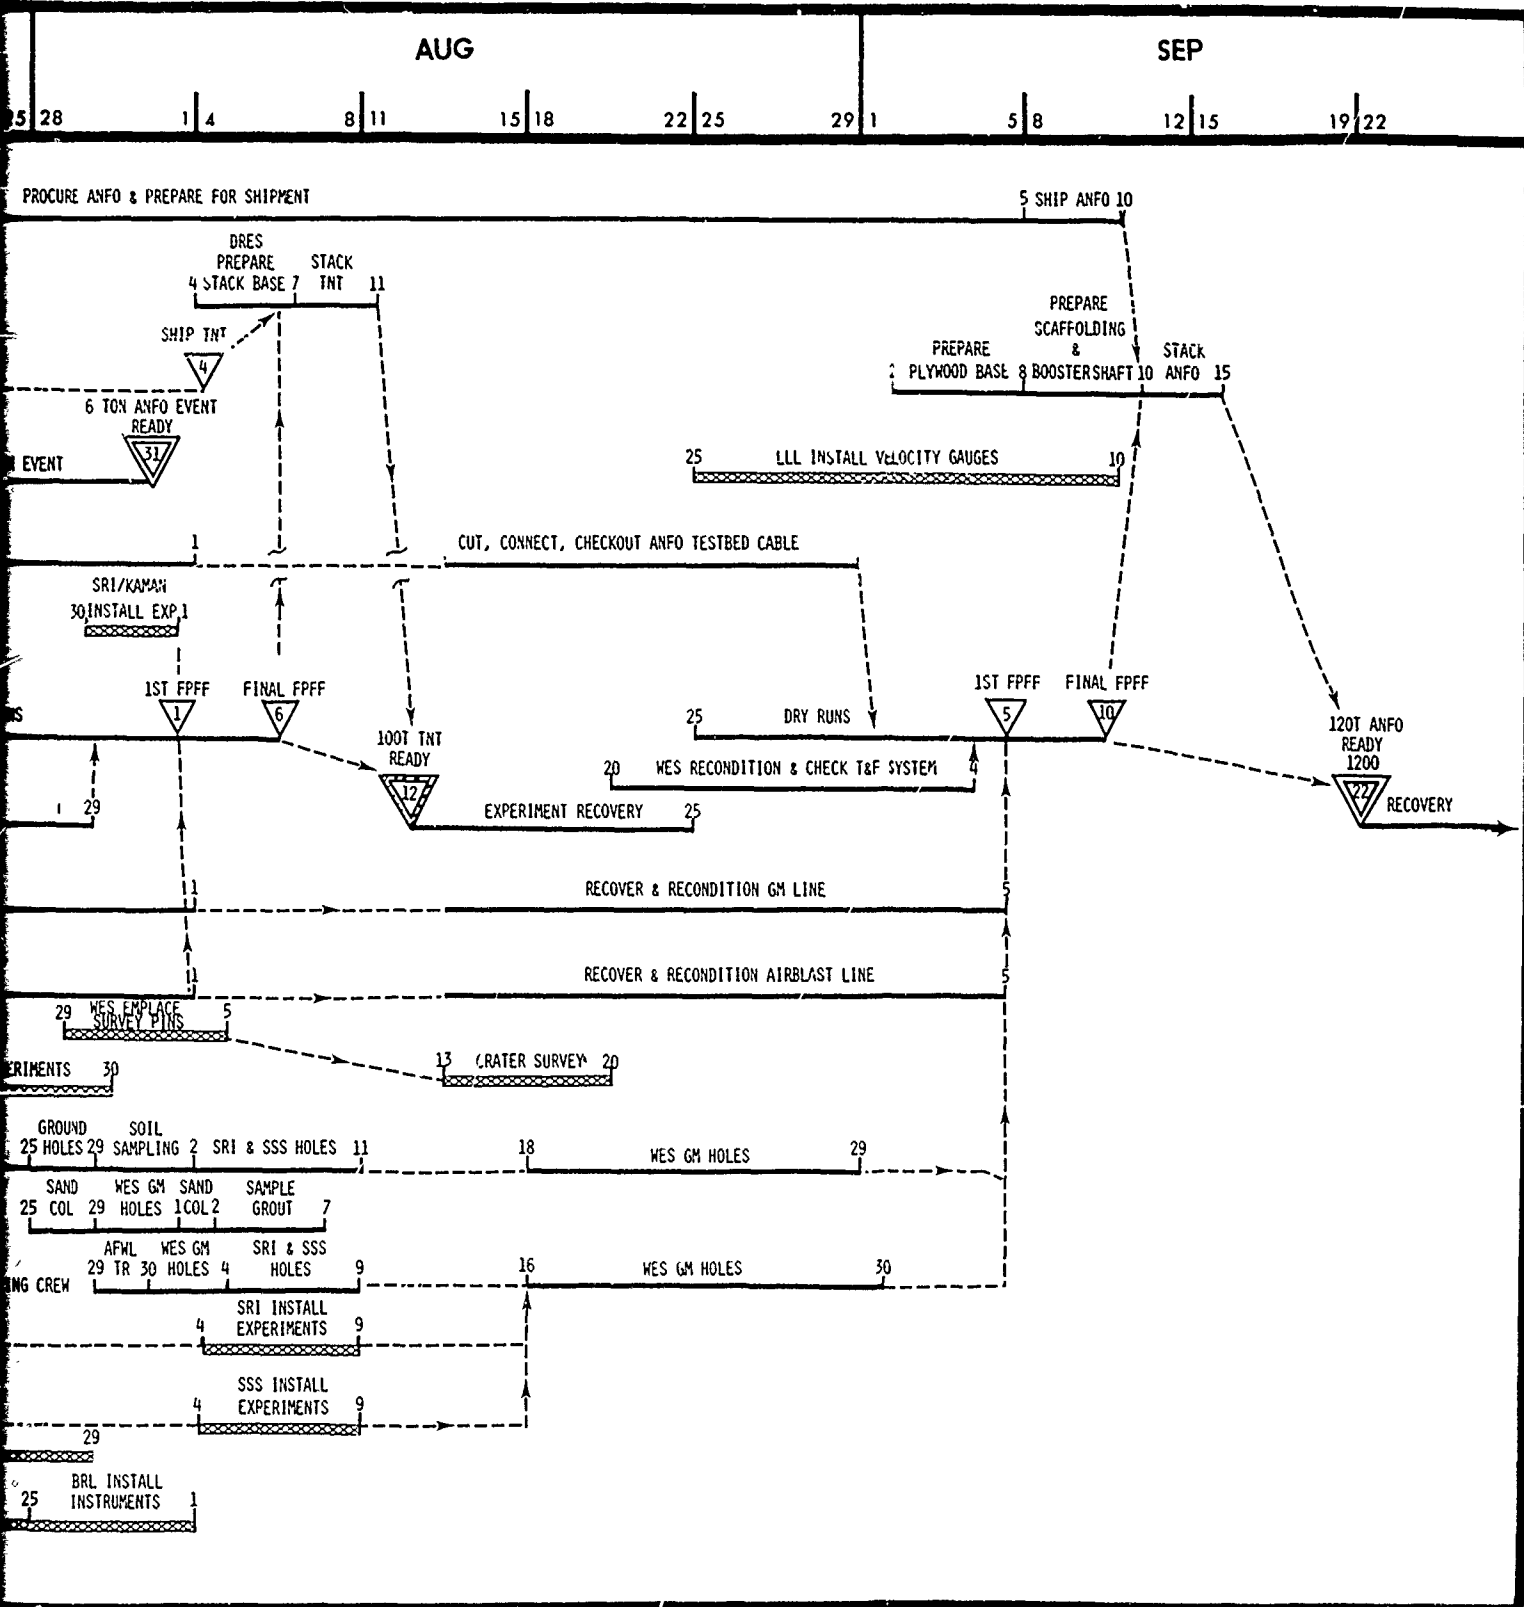 AUG
SEP
28 1 4 8 11 15 18 22 25 29 1 5 8 12 15 19 22
PROCURE ANFO & PREPARE FOR SHIPMENT
5 SHIP ANFO 10
DRES
PREPARE STACK
4 STACK BASE 7 TNT 11
SHIP TNT
4
PREPARE
SCAFFOLDING
PREPARE & STACK
PLYWOOD BASE 8 BOOSTERSHAFT 10 ANFO 15
6 TON ANFO EVENT
READY
31
EVENT
25 LLL INSTALL VELOCITY GAUGES 10
1
CUT, CONNECT, CHECKOUT ANFO TESTBED CABLE
SRI/KAMAN
30 INSTALL EXP 1
1ST FPFF FINAL FPFF
1 6
1ST FPFF FINAL FPFF
5 10
25 DRY RUNS
100T TNT
READY
12
120T ANFO
READY
1200
22
RECOVERY
20 WES RECONDITION & CHECK T&F SYSTEM 4
29
EXPERIMENT RECOVERY 25
1 RECOVER & RECONDITION GM LINE 5
1 RECOVER & RECONDITION AIRBLAST LINE 5
29 WES EMPLACE 5
SURVEY PINS
13 CRATER SURVEY 20
ERIMENTS 30
GROUND SOIL
25 HOLES 29 SAMPLING 2 SRI & SSS HOLES 11
18 WES GM HOLES 29
SAND WES GM SAND SAMPLE
25 COL 29 HOLES 1 COL 2 GROUT 7
AFWL WES GM SRI & SSS
29 TR 30 HOLES 4 HOLES 9
ING CREW
16 WES GM HOLES 30
SRI INSTALL
4 EXPERIMENTS 9
SSS INSTALL
4 EXPERIMENTS 9
29
BRL INSTALL
25 INSTRUMENTS 1